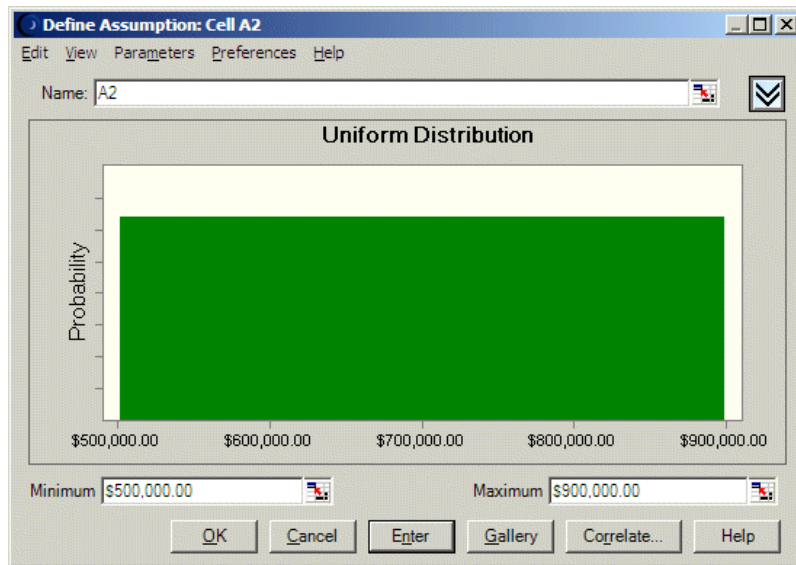 Define Assumption: Cell A2
Edit View Parameters Preferences Help
Name: A2
Uniform Distribution
Probability
$500,000.00 $600,000.00 $700,000.00 $800,000.00 $900,000.00
Minimum $500,000.00 Maximum $900,000.00
OK Cancel Enter Gallery Correlate... Help